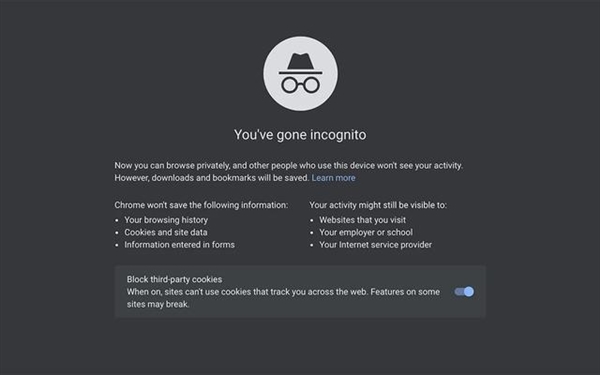 You've gone incognito
Now you can browse privately, and other people who use this device won't see your activity.
However, downloads and bookmarks will be saved. Learn more
Chrome won't save the following information:
• Your browsing history
• Cookies and site data
• Information entered in forms
Your activity might still be visible to:
• Websites that you visit
• Your employer or school
• Your Internet service provider
Block third-party cookies
When on, sites can't use cookies that track you across the web. Features on some
sites may break.